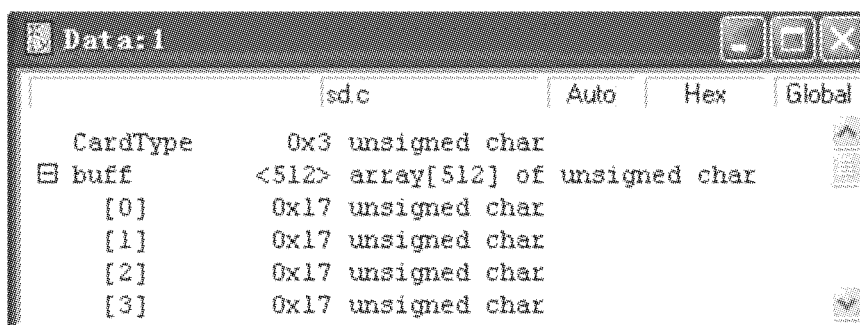 Data:1
sd.c Auto Hex Global
CardType 0x3 unsigned char
buff <512> array[512] of unsigned char
[0] 0x17 unsigned char
[1] 0x17 unsigned char
[2] 0x17 unsigned char
[3] 0x17 unsigned char